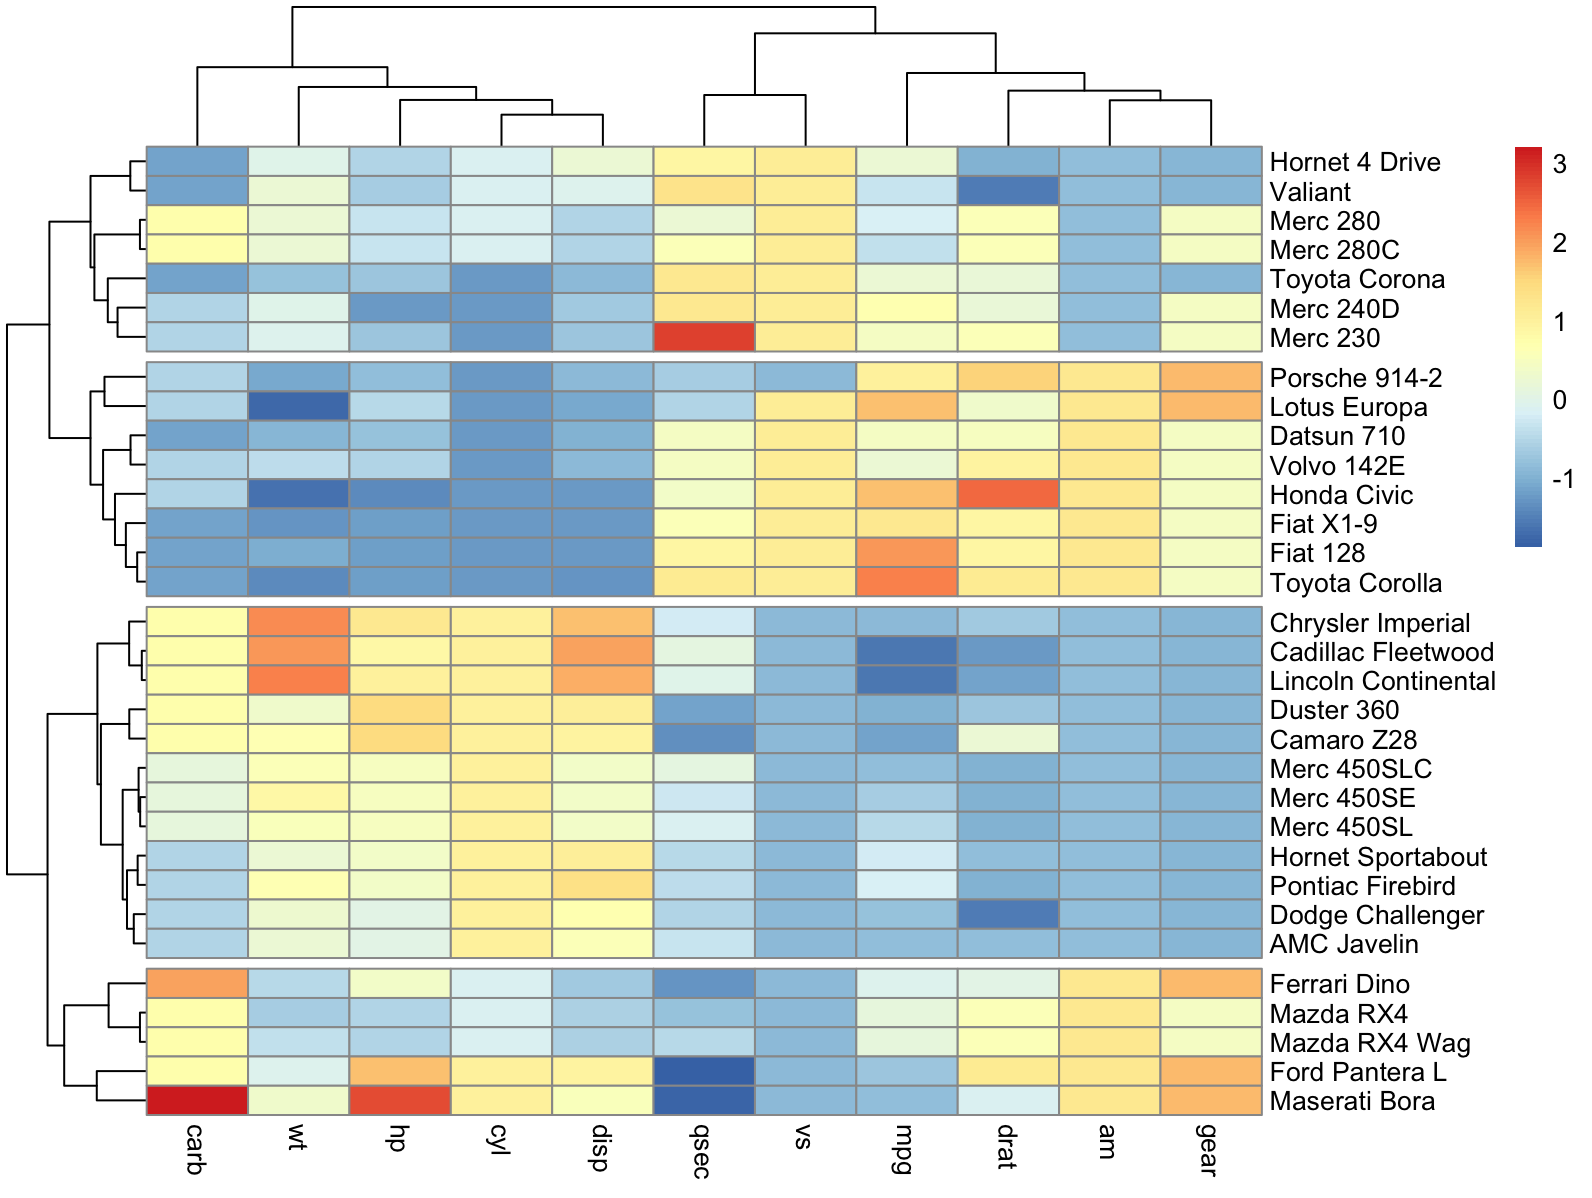 Hornet 4 Drive
Valiant
Merc 280
Merc 280C
Toyota Corona
Merc 240D
Merc 230
Porsche 914-2
Lotus Europa
Datsun 710
Volvo 142E
Honda Civic
Fiat X1-9
Fiat 128
Toyota Corolla
Chrysler Imperial
Cadillac Fleetwood
Lincoln Continental
Duster 360
Camaro Z28
Merc 450SLC
Merc 450SE
Merc 450SL
Hornet Sportabout
Pontiac Firebird
Dodge Challenger
AMC Javelin
Ferrari Dino
Mazda RX4
Mazda RX4 Wag
Ford Pantera L
Maserati Bora
carb
wt
hp
cyl
disp
qsec
vs
mpg
drat
am
gear
3
2
1
0
-1